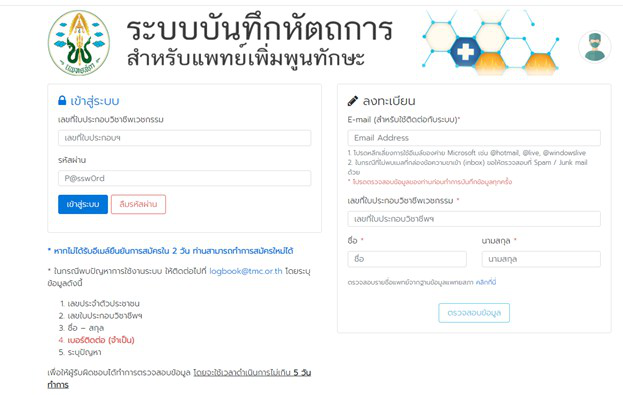 ระบบบันทึกหัตถการ
สำหรับแพทย์เพิ่มพูนทักษะ
เข้าสู่ระบบ
เลขที่ใบประกอบวิชาชีพเวชกรรม
เลขที่ใบประกอบฯ
รหัสผ่าน
P@ssw0rd
เข้าสู่ระบบ ลืมรหัสผ่าน
* หากไม่ได้รับอีเมล์ยืนยันการสมัครใน 2 วัน ท่านสามารถทำการสมัครใหม่ได้
* ในกรณีพบปัญหาการใช้งานระบบ ให้ติดต่อไปที่ logbook@tmc.or.th โดยระบุ
ข้อมูลดังนี้
1. เลขประจำตัวประชาชน
2. เลขใบประกอบวิชาชีพฯ
3. ชื่อ – สกุล
4. เบอร์ติดต่อ (จำเป็น)
5. ระบุปัญหา
เพื่อให้ผู้รับผิดชอบได้ทำการตรวจสอบข้อมูล โดยจะใช้เวลาดำเนินการไม่เกิน 5 วัน
ทำการ
ลงทะเบียน
E-mail (สำหรับใช้ติดต่อกับระบบ)*
Email Address
1. โปรดหลีกเลี่ยงการใช้อีเมล์ของค่าย Microsoft เช่น @hotmail, @live, @windowslive
2. ในกรณีที่ไม่พบเมลที่กล่องข้อความขาเข้า (inbox) ขอให้ตรวจสอบที่ Spam / Junk mail
ด้วย
* โปรดตรวจสอบข้อมูลของท่านก่อนทำการบันทึกข้อมูลทุกครั้ง
เลขที่ใบประกอบวิชาชีพเวชกรรม *
เลขที่ใบประกอบวิชาชีพฯ
ชื่อ * นามสกุล *
ชื่อ นามสกุล
ตรวจสอบรายชื่อแพทย์จากฐานข้อมูลแพทยสภา คลิกที่นี่
ตรวจสอบข้อมูล